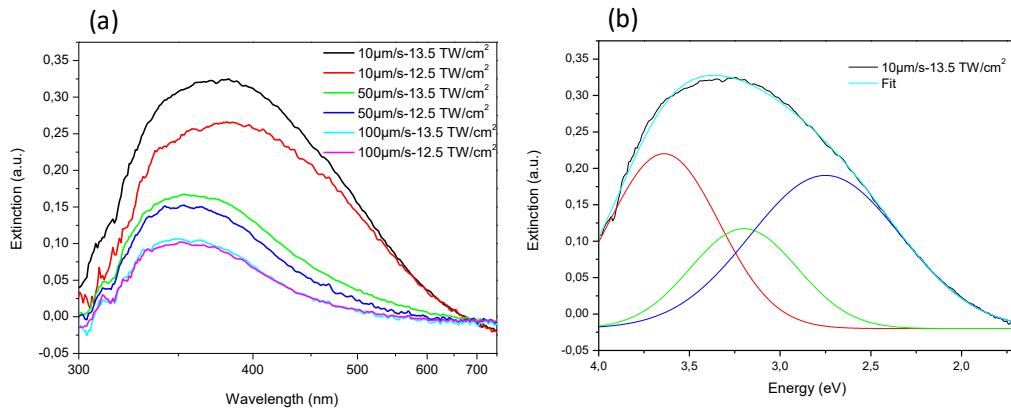 (a)
0,35
0,30
0,25
0,20
0,15
0,10
0,05
0,00
-0,05
Extinction (a.u.)
10µm/s-13.5 TW/cm²
10µm/s-12.5 TW/cm²
50µm/s-13.5 TW/cm²
50µm/s-12.5 TW/cm²
100µm/s-13.5 TW/cm²
100µm/s-12.5 TW/cm²
300 400 500 600 700
Wavelength (nm)
(b)
0,35
0,30
0,25
0,20
0,15
0,10
0,05
0,00
-0,05
Extinction (a.u.)
10µm/s-13.5 TW/cm²
Fit
4,0 3,5 3,0 2,5 2,0
Energy (eV)